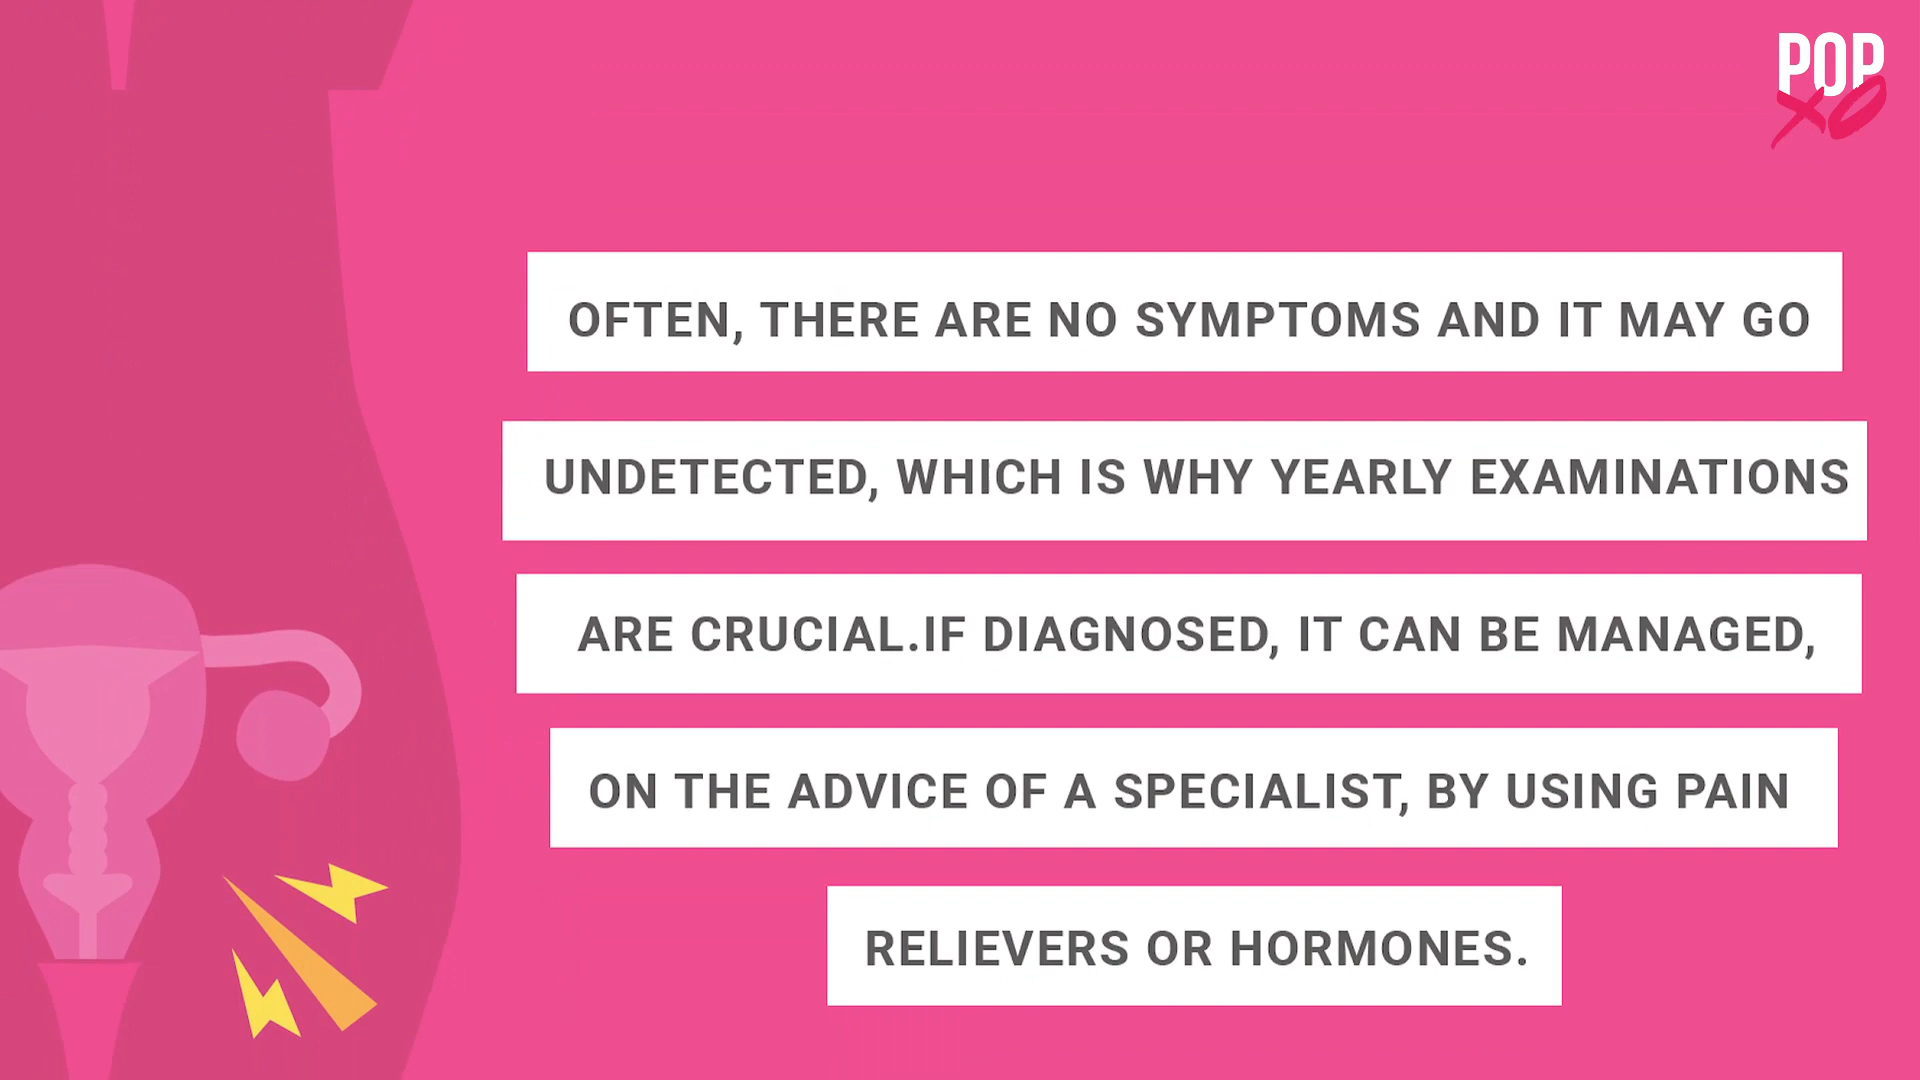 POP
XO
OFTEN, THERE ARE NO SYMPTOMS AND IT MAY GO
UNDETECTED, WHICH IS WHY YEARLY EXAMINATIONS
ARE CRUCIAL.IF DIAGNOSED, IT CAN BE MANAGED,
ON THE ADVICE OF A SPECIALIST, BY USING PAIN
RELIEVERS OR HORMONES.